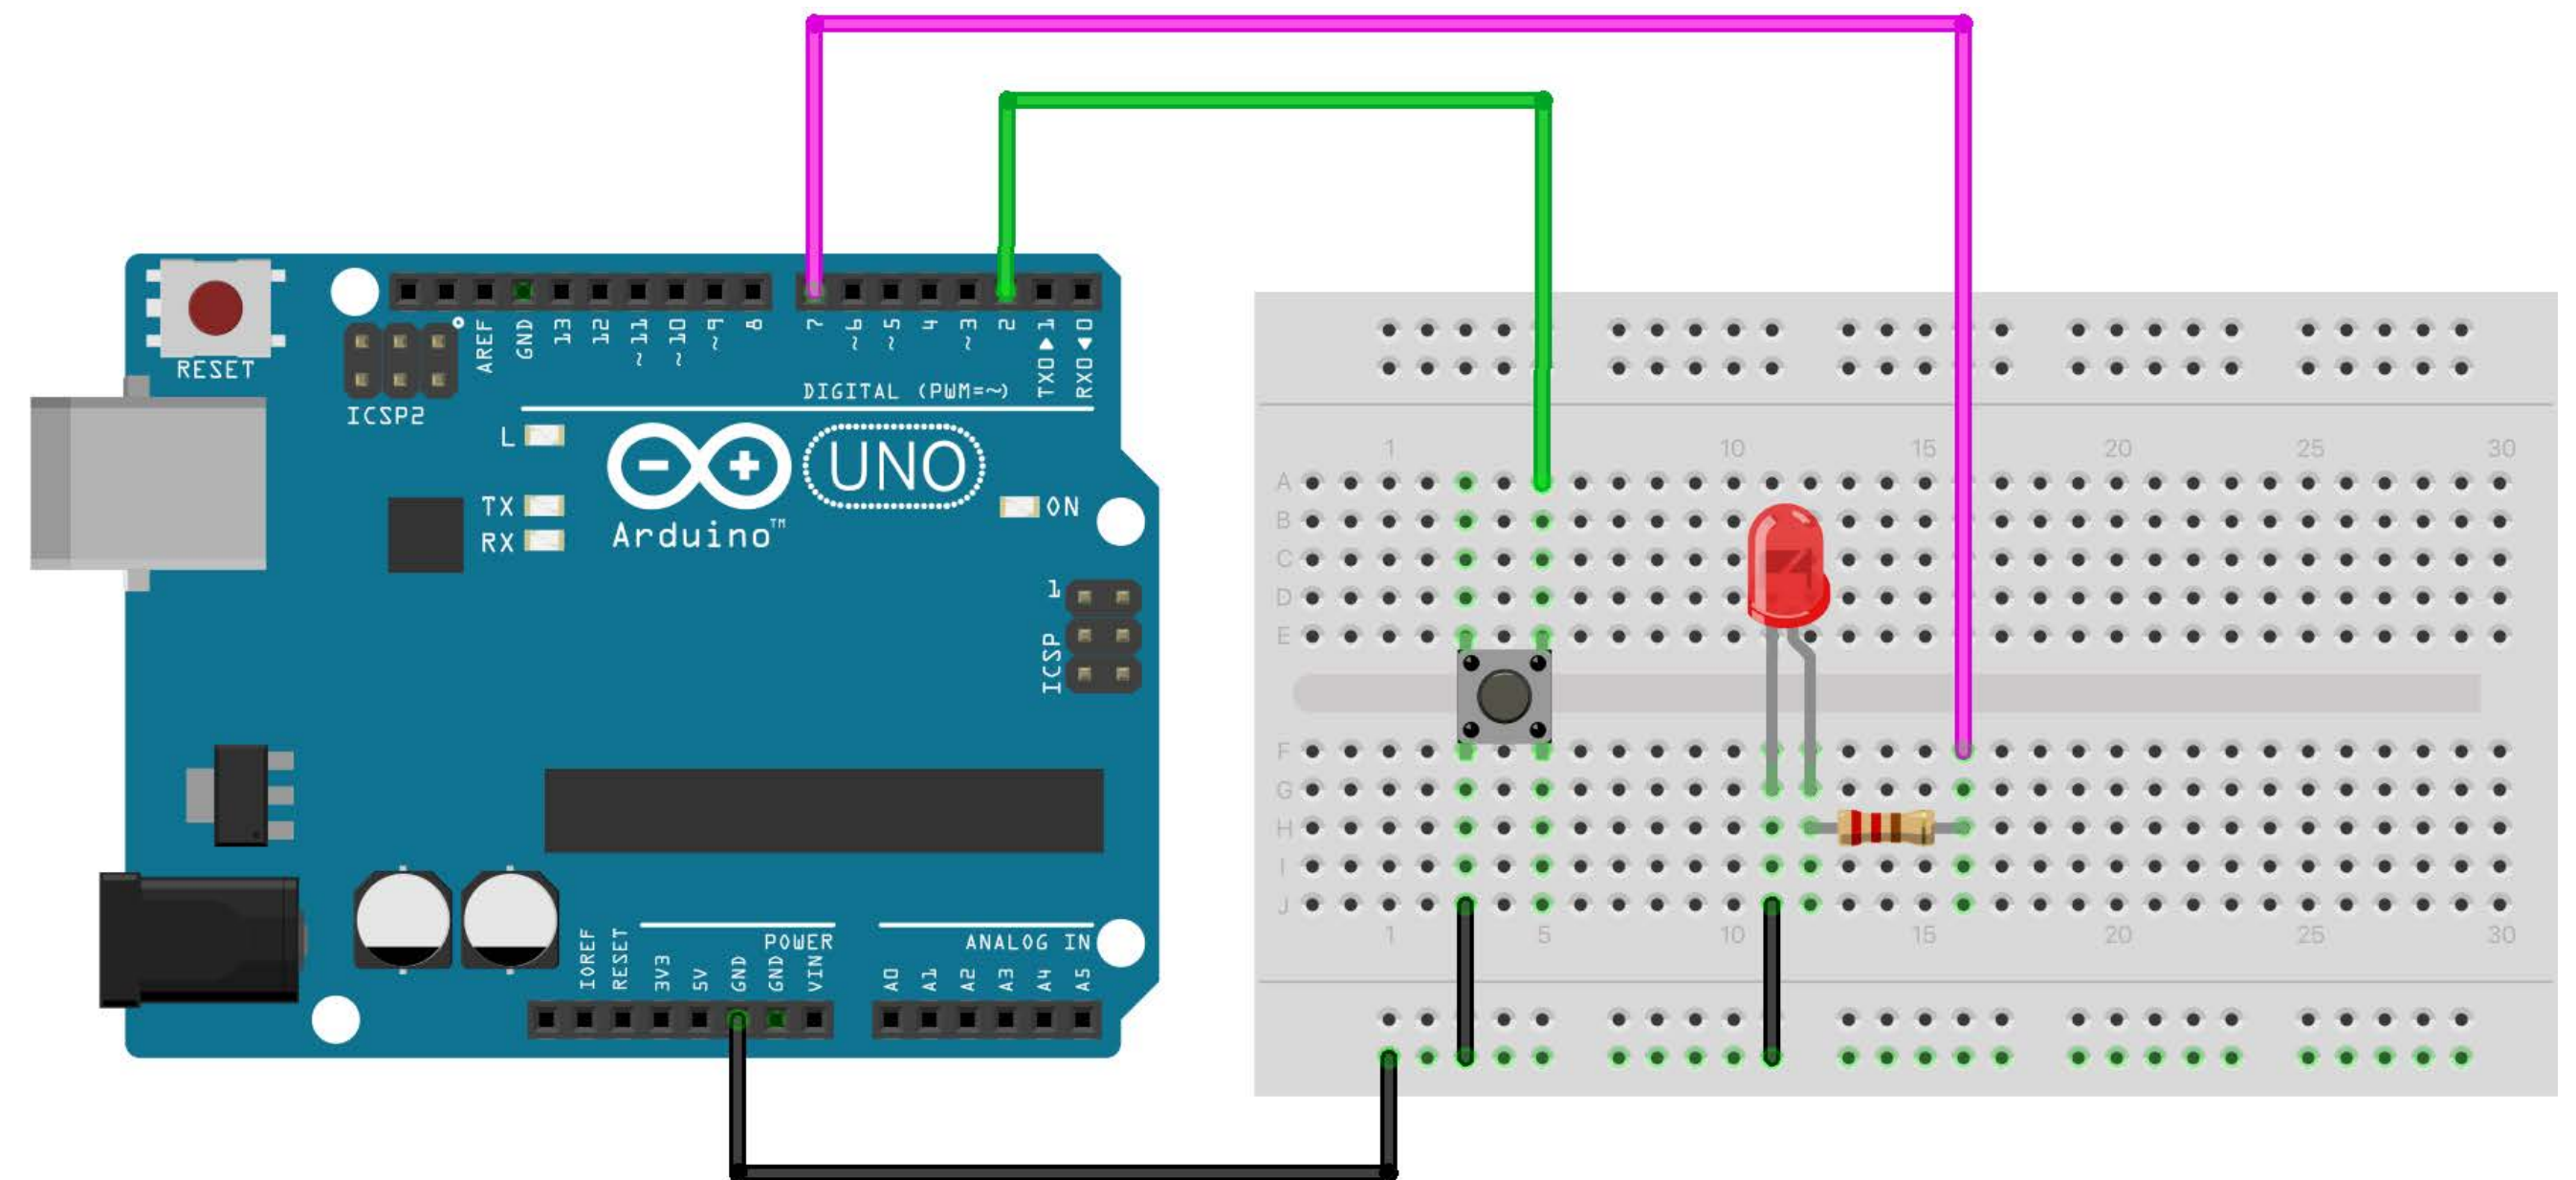 RESET
ICSP2
AREF
GND
13
12
~11
~10
~9
8
7
~6
~5
4
~3
2
TX0▶1
RX0◀0
DIGITAL (PWM=~)
L
TX
RX
UNO
Arduino™
ON
1
ICSP
IOREF
RESET
3V3
5V
GND
GND
VIN
POWER
ANALOG IN
A0
A1
A2
A3
A4
A5
1 10 15 20 25 30
A
B
C
D
E
F
G
H
I
J
1 5 10 15 20 25 30